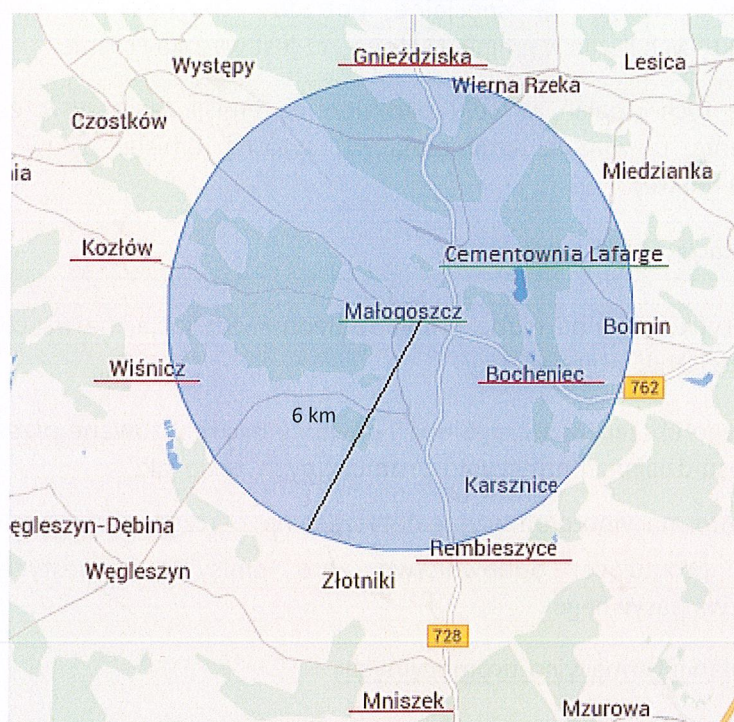 Gnieździska
Występy
Lesica
Wierna Rzeka
Czostków
nia
Miedzianka
Kozłów
Cementownia Lafarge
Małogoszcz
Bolmin
Wiśnicz
Bocheniec
762
6 km
Karsznice
ęgleszyn-Dębina
Rembieszyce
Węgleszyn
Złotniki
728
Mniszek
Mzurowa